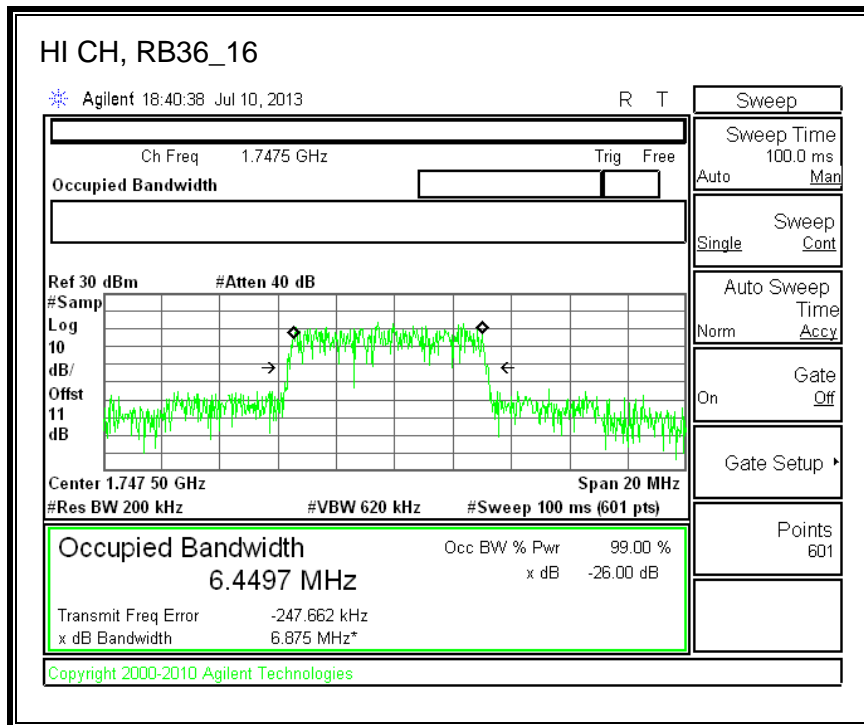 HI CH, RB36_16
Agilent 18:40:38 Jul 10, 2013 R T
Ch Freq 1.7475 GHz Trig Free
Occupied Bandwidth
Ref 30 dBm #Atten 40 dB
#Samp
Log
10
dB/
Offst
11
dB
Center 1.747 50 GHz Span 20 MHz
#Res BW 200 kHz #VBW 620 kHz #Sweep 100 ms (601 pts)
Occupied Bandwidth
6.4497 MHz
Occ BW % Pwr 99.00 %
x dB -26.00 dB
Transmit Freq Error -247.662 kHz
x dB Bandwidth 6.875 MHz*
Copyright 2000-2010 Agilent Technologies
Sweep
Sweep Time
100.0 ms
Auto Man
Sweep
Single Cont
Auto Sweep
Time
Norm Accy
Gate
On Off
Gate Setup
Points
601